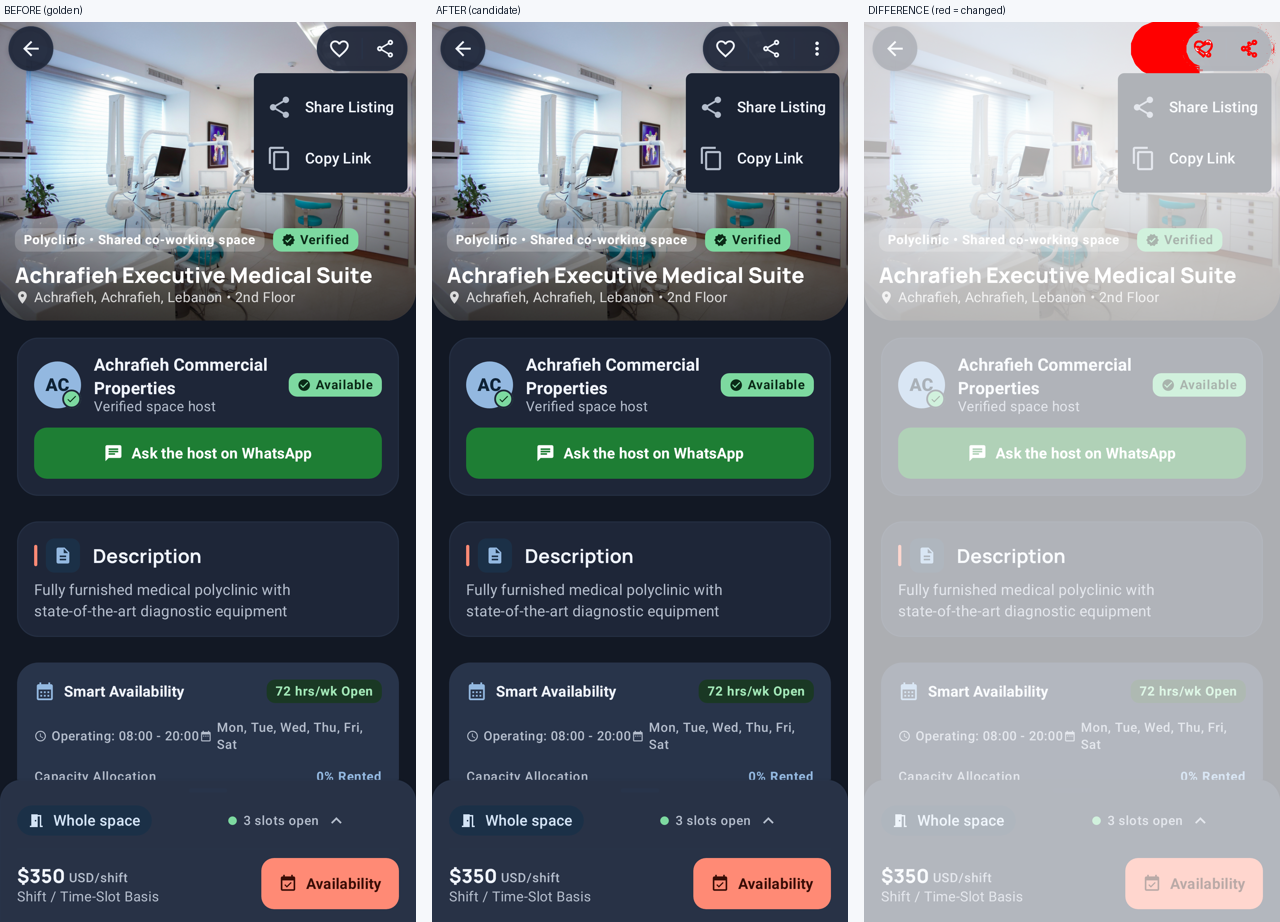 BEFORE (golden)
AFTER (candidate)
DIFFERENCE (red = changed)
Share Listing
Copy Link
Polyclinic • Shared co-working space
Verified
Achrafieh Executive Medical Suite
Achrafieh, Achrafieh, Lebanon • 2nd Floor
AC
Achrafieh Commercial
Properties
Verified space host
Available
Ask the host on WhatsApp
Description
Fully furnished medical polyclinic with
state-of-the-art diagnostic equipment
Smart Availability
72 hrs/wk Open
Operating: 08:00 - 20:00
Mon, Tue, Wed, Thu, Fri,
Sat
Capacity Allocation
0% Rented
Whole space
3 slots open
$350 USD/shift
Shift / Time-Slot Basis
Availability
Share Listing
Copy Link
Polyclinic • Shared co-working space
Verified
Achrafieh Executive Medical Suite
Achrafieh, Achrafieh, Lebanon • 2nd Floor
AC
Achrafieh Commercial
Properties
Verified space host
Available
Ask the host on WhatsApp
Description
Fully furnished medical polyclinic with
state-of-the-art diagnostic equipment
Smart Availability
72 hrs/wk Open
Operating: 08:00 - 20:00
Mon, Tue, Wed, Thu, Fri,
Sat
Capacity Allocation
0% Rented
Whole space
3 slots open
$350 USD/shift
Shift / Time-Slot Basis
Availability
Share Listing
Copy Link
Polyclinic • Shared co-working space
Verified
Achrafieh Executive Medical Suite
Achrafieh, Achrafieh, Lebanon • 2nd Floor
AC
Achrafieh Commercial
Properties
Verified space host
Available
Ask the host on WhatsApp
Description
Fully furnished medical polyclinic with
state-of-the-art diagnostic equipment
Smart Availability
72 hrs/wk Open
Operating: 08:00 - 20:00
Mon, Tue, Wed, Thu, Fri,
Sat
Capacity Allocation
0% Rented
Whole space
3 slots open
$350 USD/shift
Shift / Time-Slot Basis
Availability